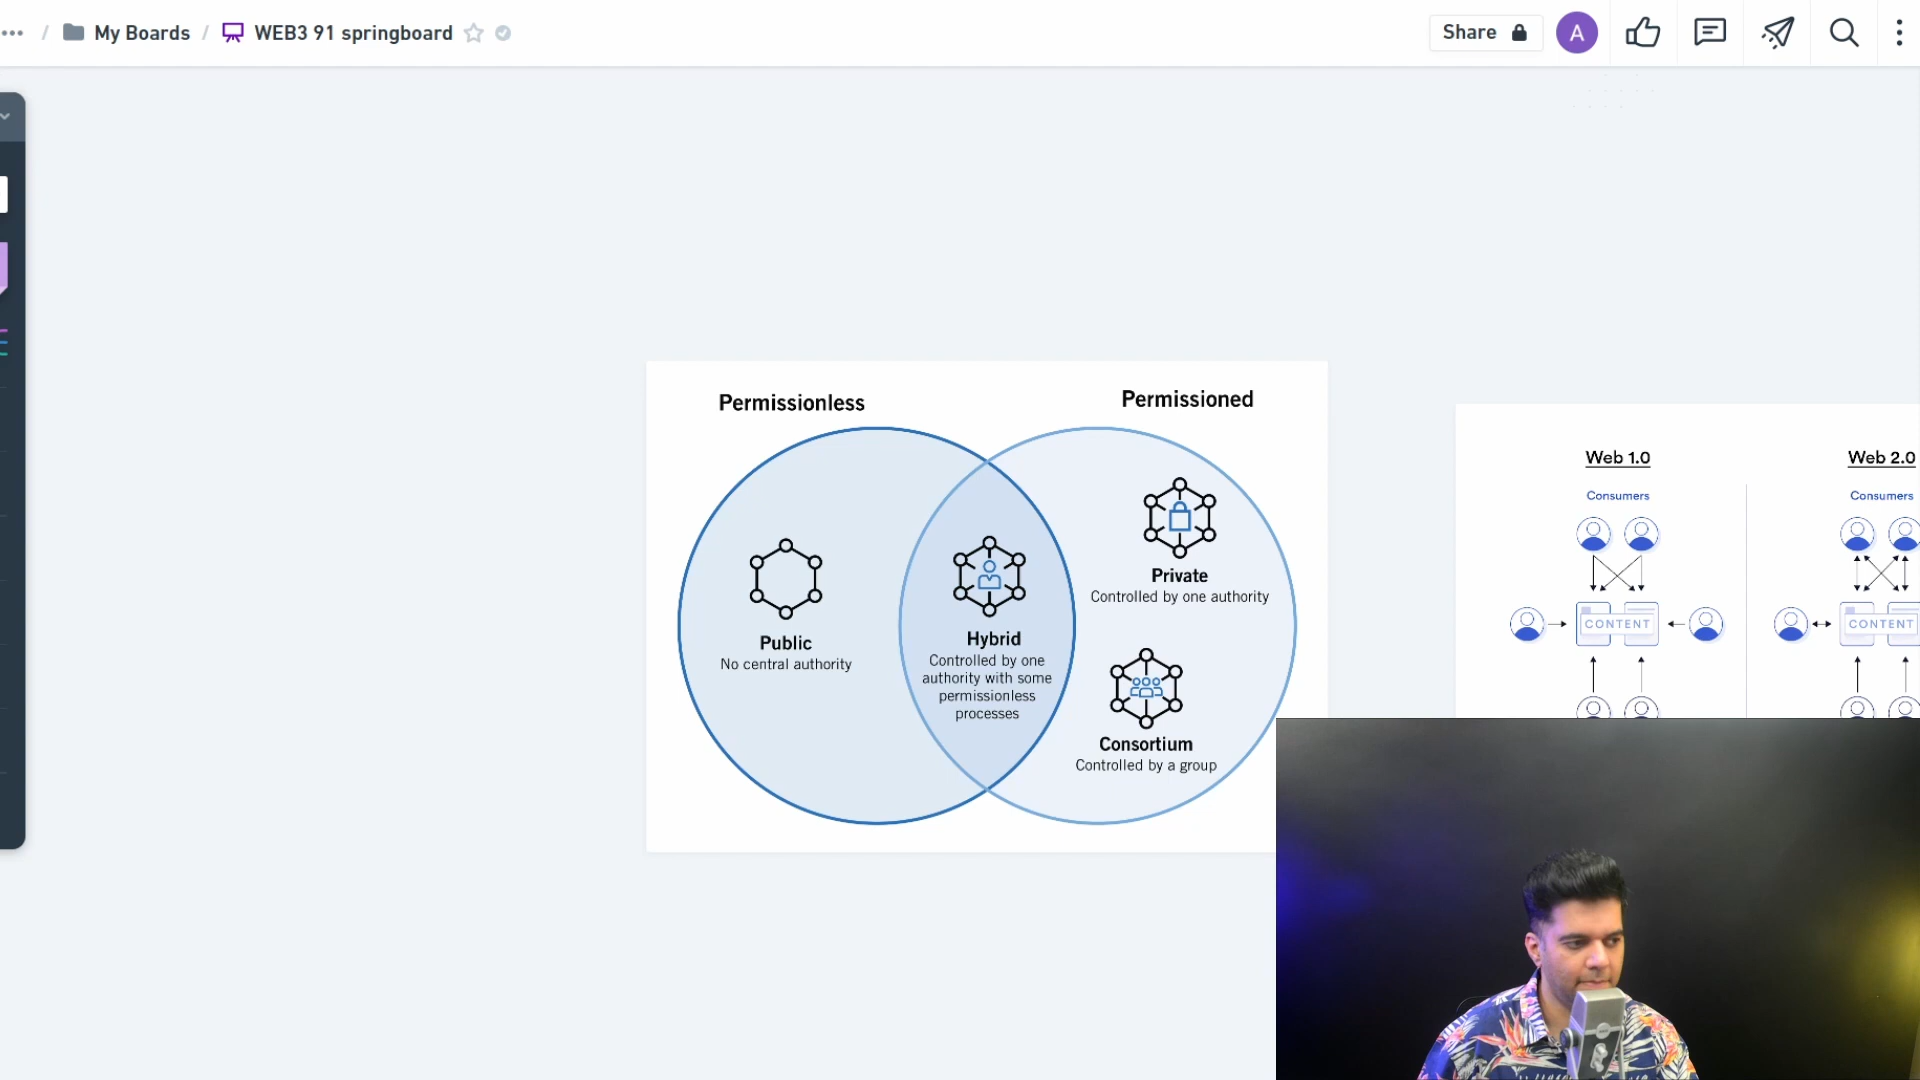 My Boards / WEB3 91 springboard
Share
A
Permissionless
Permissioned
Public
No central authority
Hybrid
Controlled by one
authority with some
permissionless
processes
Private
Controlled by one authority
Consortium
Controlled by a group
Web 1.0
Consumers
CONTENT
Web 2.0
Consumers
CONTENT